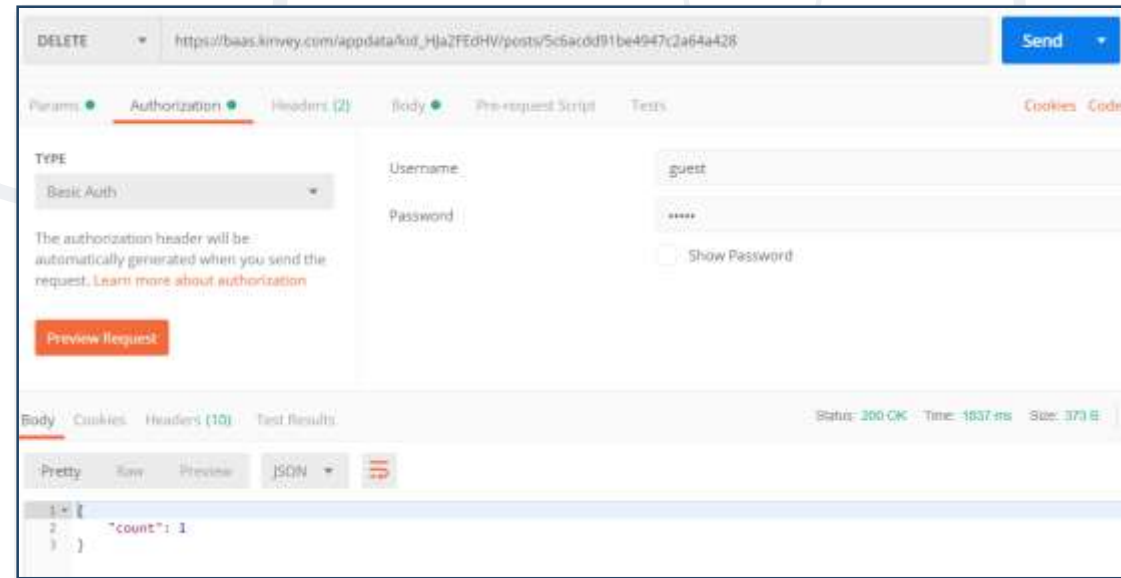 DELETE https://baas.kinvey.com/appdata/kid_HJa2FEdHV/posts/5c6acdd91be4947c2a64a428 Send
Params Authorization Headers (2) Body Pre-request Script Tests Cookies Code
TYPE
Basic Auth
The authorization header will be
automatically generated when you send the
request. Learn more about authorization
Preview Request
Username guest
Password •••••
Show Password
Body Cookies Headers (10) Test Results Status: 200 OK Time: 1837 ms Size: 373 B
Pretty Raw Preview JSON
1 {
2 "count": 1
3 }